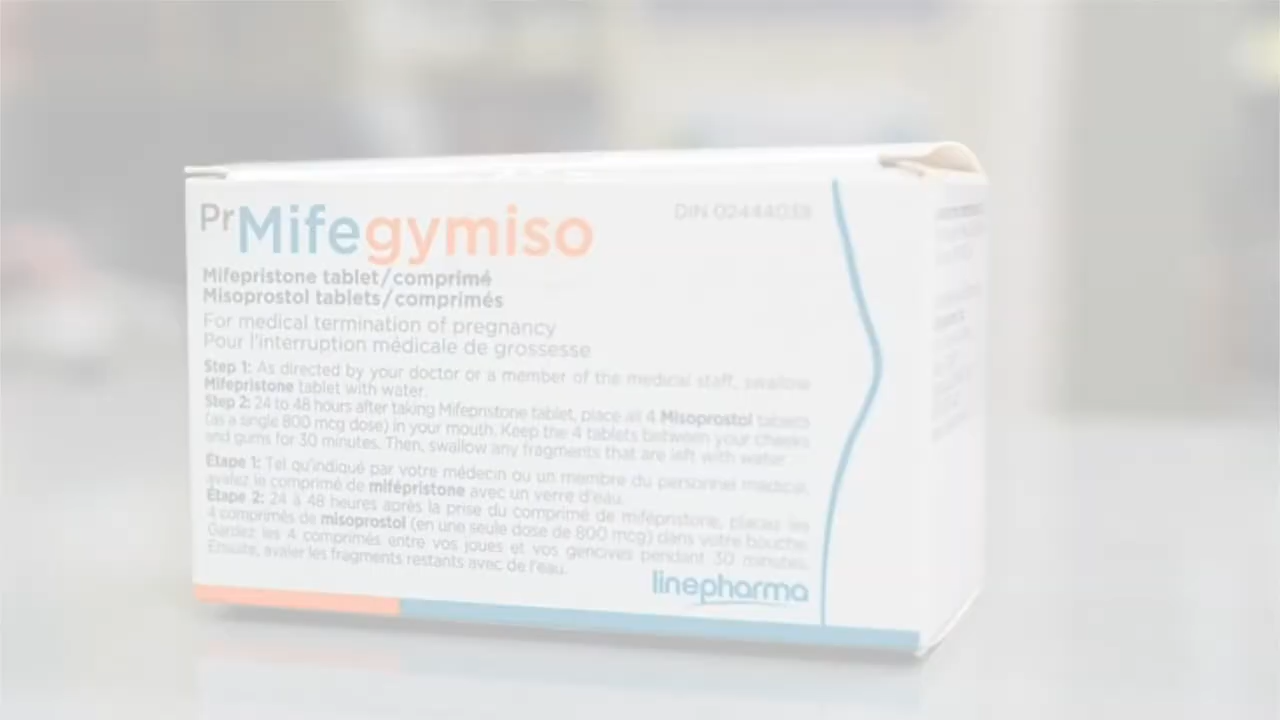 PrMifegymiso
DIN 02444038
Mifepristone tablet/comprimé
Misoprostol tablets/comprimés
For medical termination of pregnancy
Pour l'interruption médicale de grossesse
Step 1: As directed by your doctor or a member of the medical staff, swallow
Mifepristone tablet with water.
Step 2: 24 to 48 hours after taking Mifepristone tablet, place all 4 Misoprostol tablets
(as a single 800 mcg dose) in your mouth. Keep the 4 tablets between your cheeks
and gums for 30 minutes. Then, swallow any fragments that are left with water.
Étape 1: Tel qu'indiqué par votre médecin ou un membre du personnel médical,
avalez le comprimé de mifépristone avec un verre d'eau.
Étape 2: 24 à 48 heures après la prise du comprimé de mifépristone, placez les
4 comprimés de misoprostol (en une seule dose de 800 mcg) dans votre bouche.
Gardez les 4 comprimés entre vos joues et vos gencives pendant 30 minutes.
Ensuite, avaler les fragments restants avec de l'eau.
linepharma